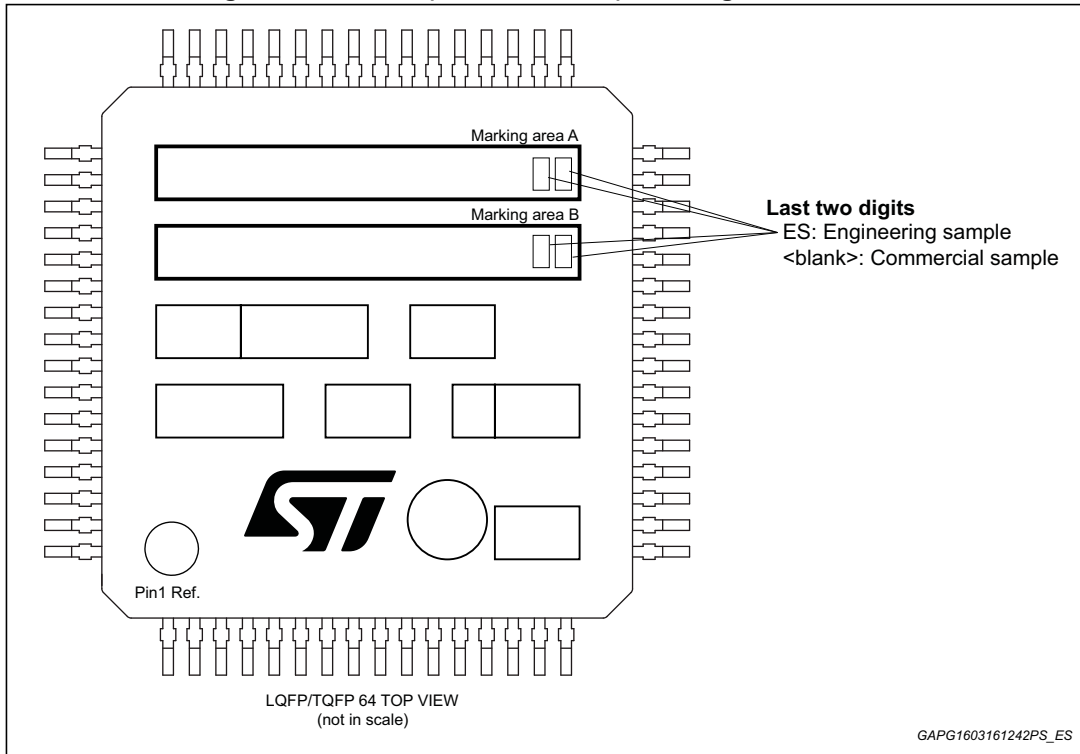 Marking area A
Marking area B
Last two digits
ES: Engineering sample
<blank>: Commercial sample
ST
Pin1 Ref.
LQFP/TQFP 64 TOP VIEW
(not in scale)
GAPG1603161242PS_ES